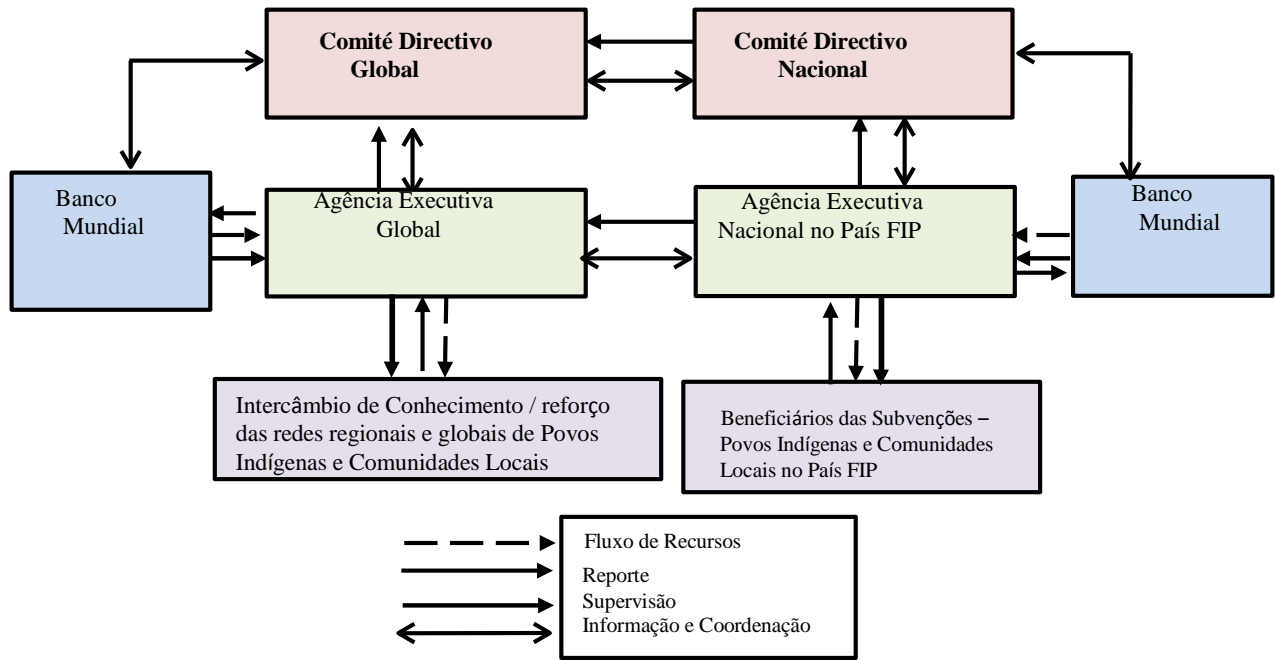 Comité Directivo
Global
Comité Directivo
Nacional
Banco
Mundial
Agência Executiva
Global
Agência Executiva
Nacional no País FIP
Banco
Mundial
Intercâmbio de Conhecimento / reforço
das redes regionais e globais de Povos
Indígenas e Comunidades Locais
Beneficiários das Subvenções –
Povos Indígenas e Comunidades
Locais no País FIP
Fluxo de Recursos
Reporte
Supervisão
Informação e Coordenação